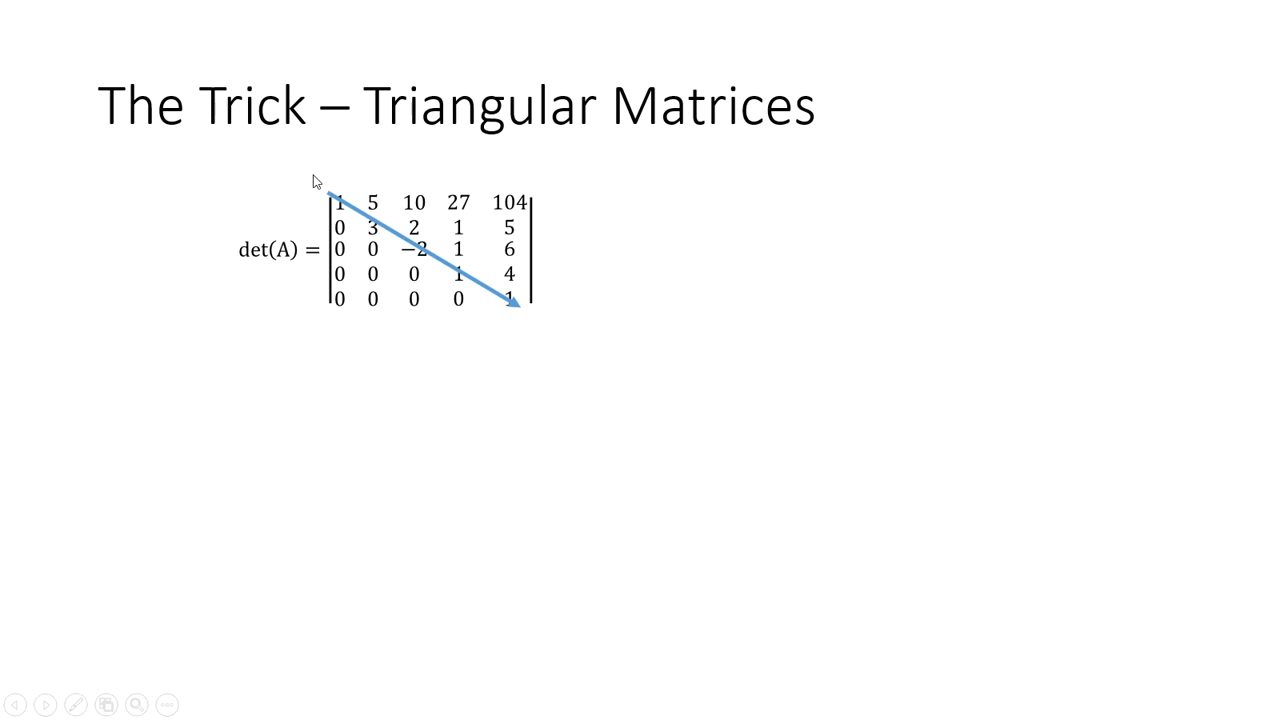 The Trick – Triangular Matrices
1 5 10 27 104
0 3 2 1 5
det(A) = 0 0 −2 1 6
0 0 0 1 4
0 0 0 0 1